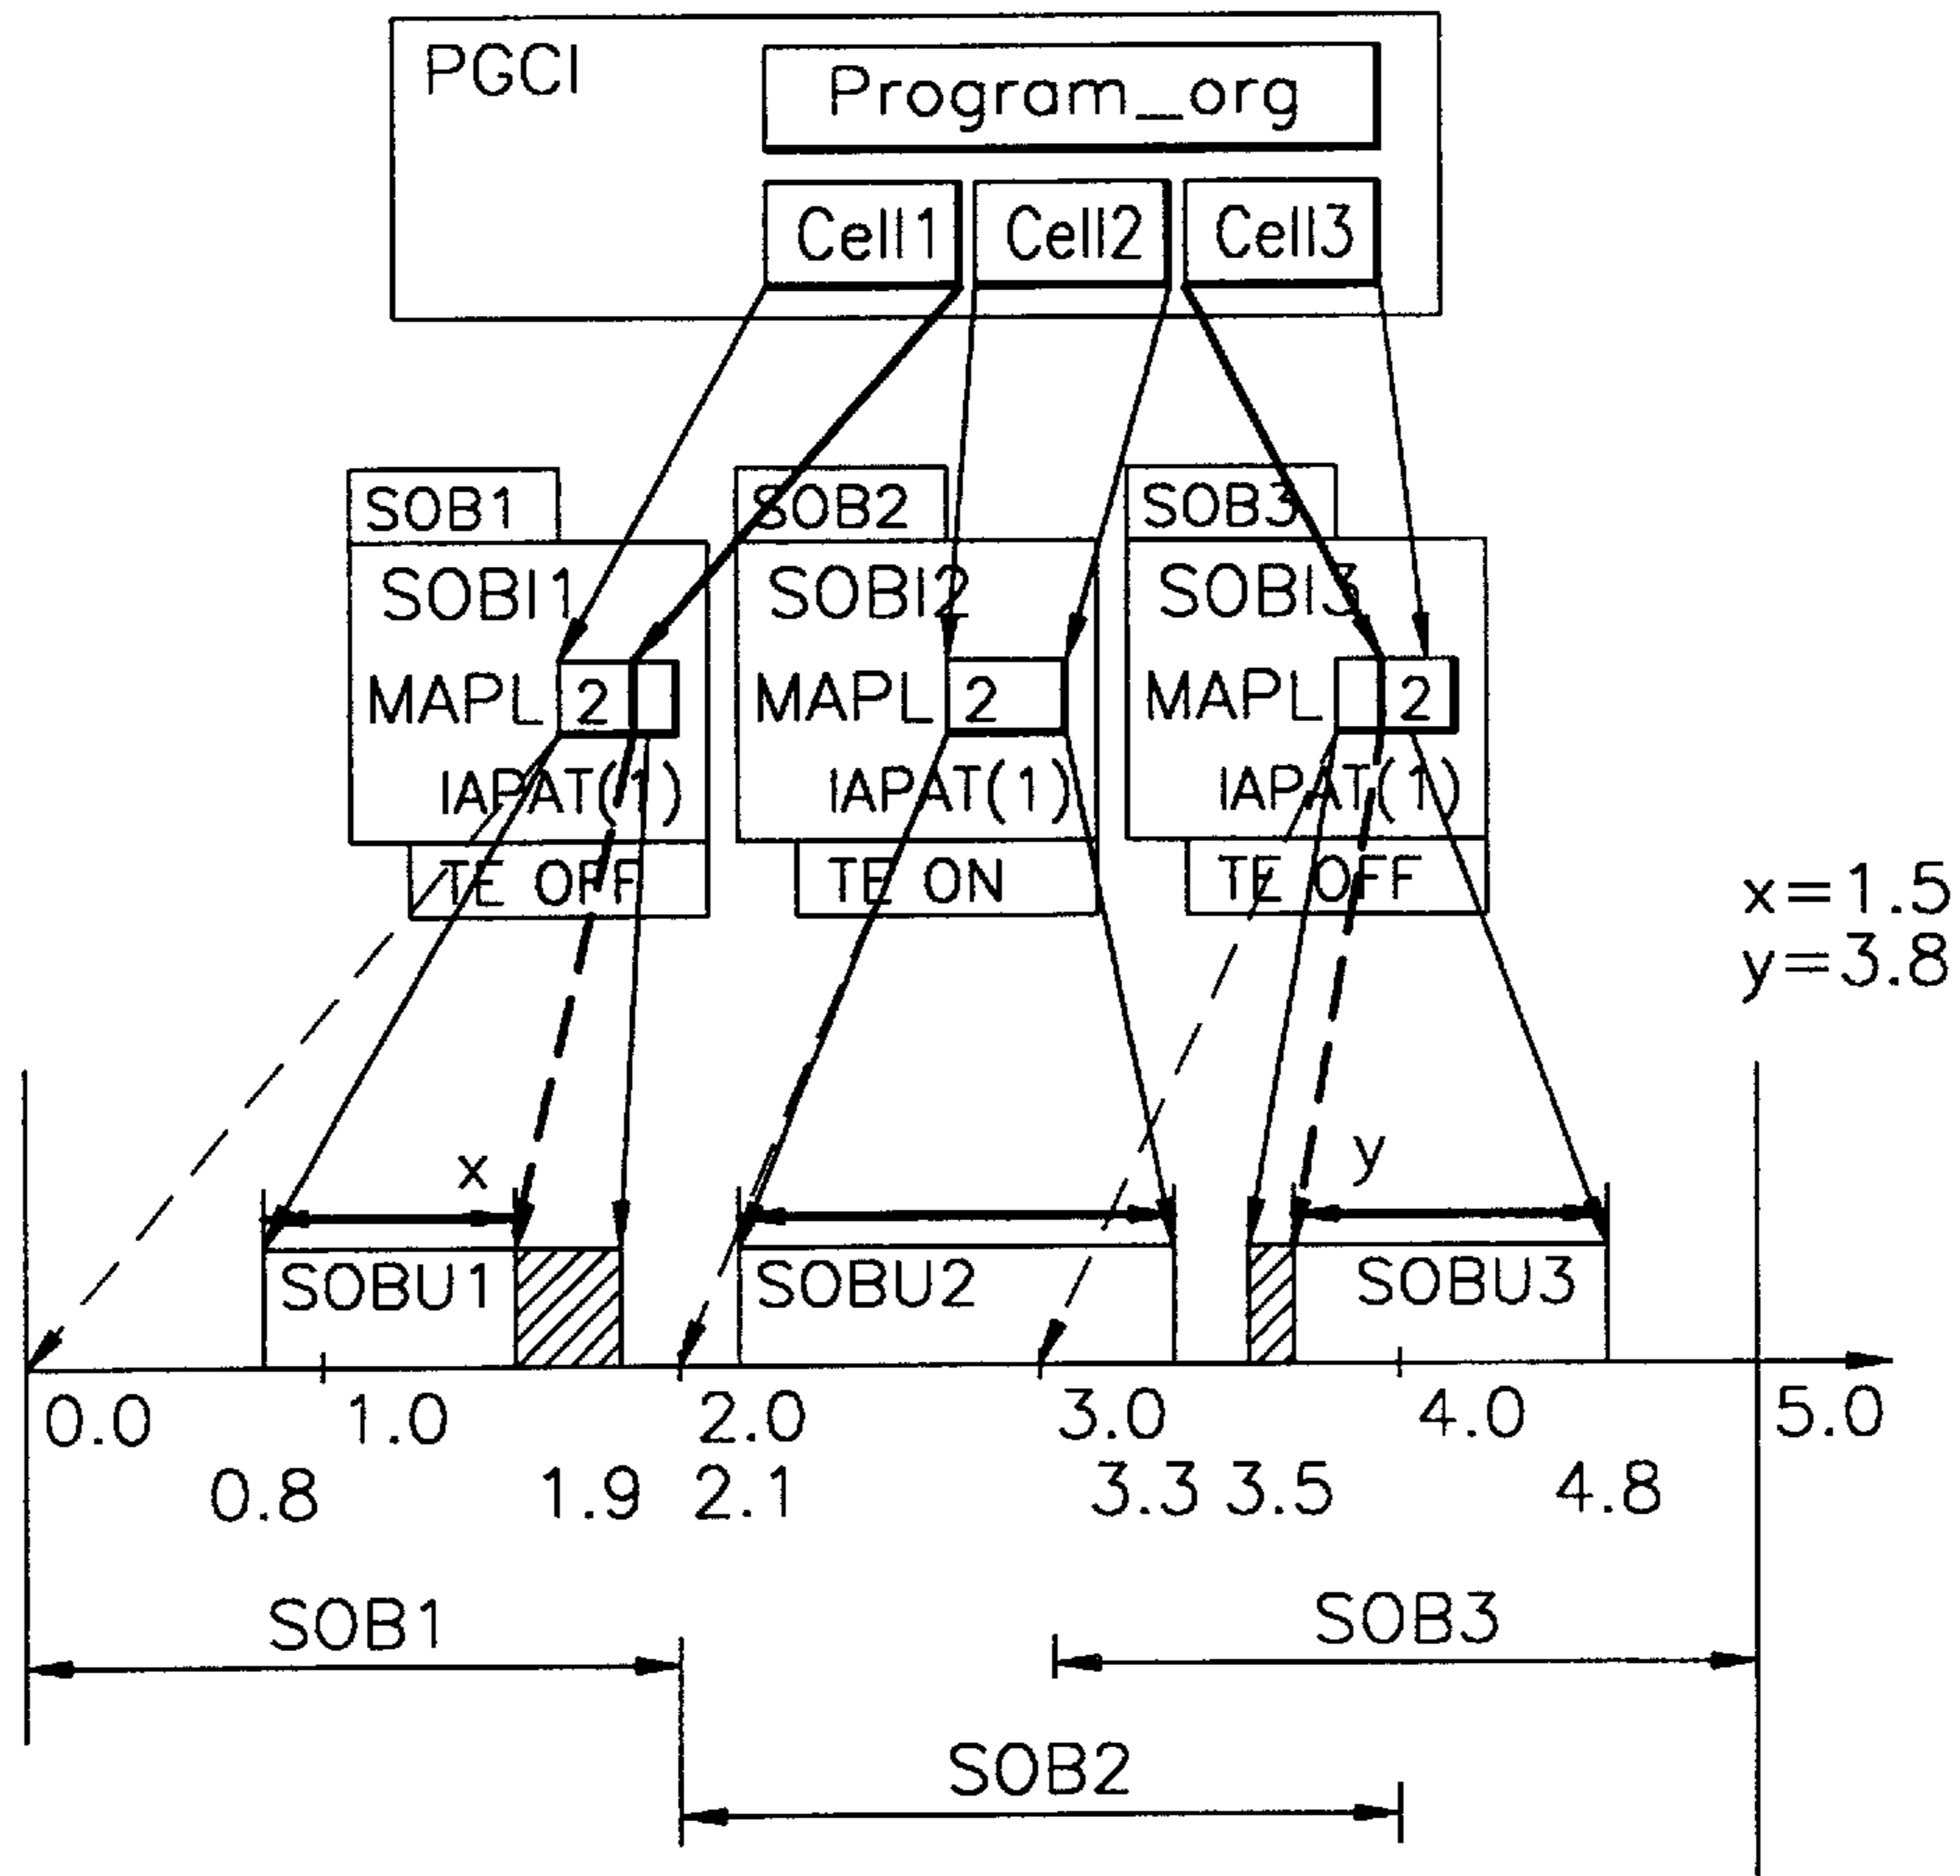 PGCI
Program_org
Cell1 Cell2 Cell3
SOB1 SOB2 SOB3
SOBI1 SOBI2 SOBI3
MAPL 2 MAPL 2 MAPL 2
IAPAT(1) IAPAT(1) IAPAT(1)
TE OFF TE ON TE OFF
x=1.5
y=3.8
x y
SOBU1 SOBU2 SOBU3
0.0 1.0 2.0 3.0 4.0 5.0
0.8 1.9 2.1 3.3 3.5 4.8
SOB1 SOB3
SOB2